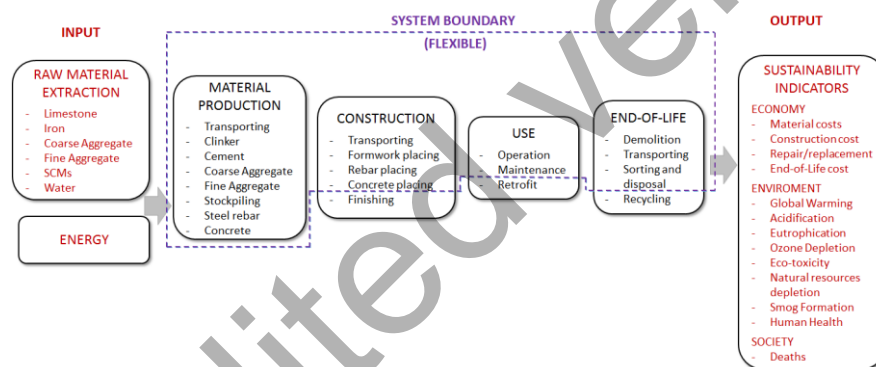 INPUT
SYSTEM BOUNDARY
(FLEXIBLE)
OUTPUT
RAW MATERIAL
EXTRACTION
- Limestone
- Iron
- Coarse Aggregate
- Fine Aggregate
- SCMs
- Water
ENERGY
MATERIAL
PRODUCTION
- Transporting
- Clinker
- Cement
- Coarse Aggregate
- Fine Aggregate
- Stockpiling
- Steel rebar
- Concrete
CONSTRUCTION
- Transporting
- Formwork placing
- Rebar placing
- Concrete placing
- Finishing
USE
- Operation
- Maintenance
- Retrofit
END-OF-LIFE
- Demolition
- Transporting
- Sorting and
disposal
- Recycling
SUSTAINABILITY
INDICATORS
ECONOMY
- Material costs
- Construction cost
- Repair/replacement
- End-of-Life cost
ENVIROMENT
- Global Warming
- Acidification
- Eutrophication
- Ozone Depletion
- Eco-toxicity
- Natural resources
depletion
- Smog Formation
- Human Health
SOCIETY
- Deaths